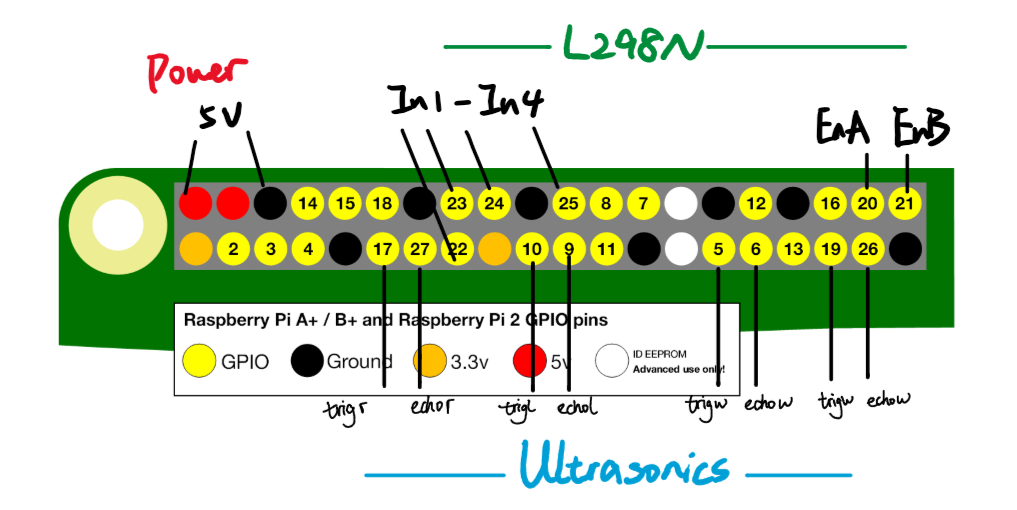 L298N
Power
5V
In1 - In4
EnA EnB
14 15 18 23 24 25 8 7 12 16 20 21
2 3 4 17 27 22 10 9 11 5 6 13 19 26
Raspberry Pi A+ / B+ and Raspberry Pi 2 GPIO pins
GPIO Ground 3.3v 5v ID EEPROM
Advanced use only!
trigr echor trigl echol trigw echow trigw echow
Ultrasonics